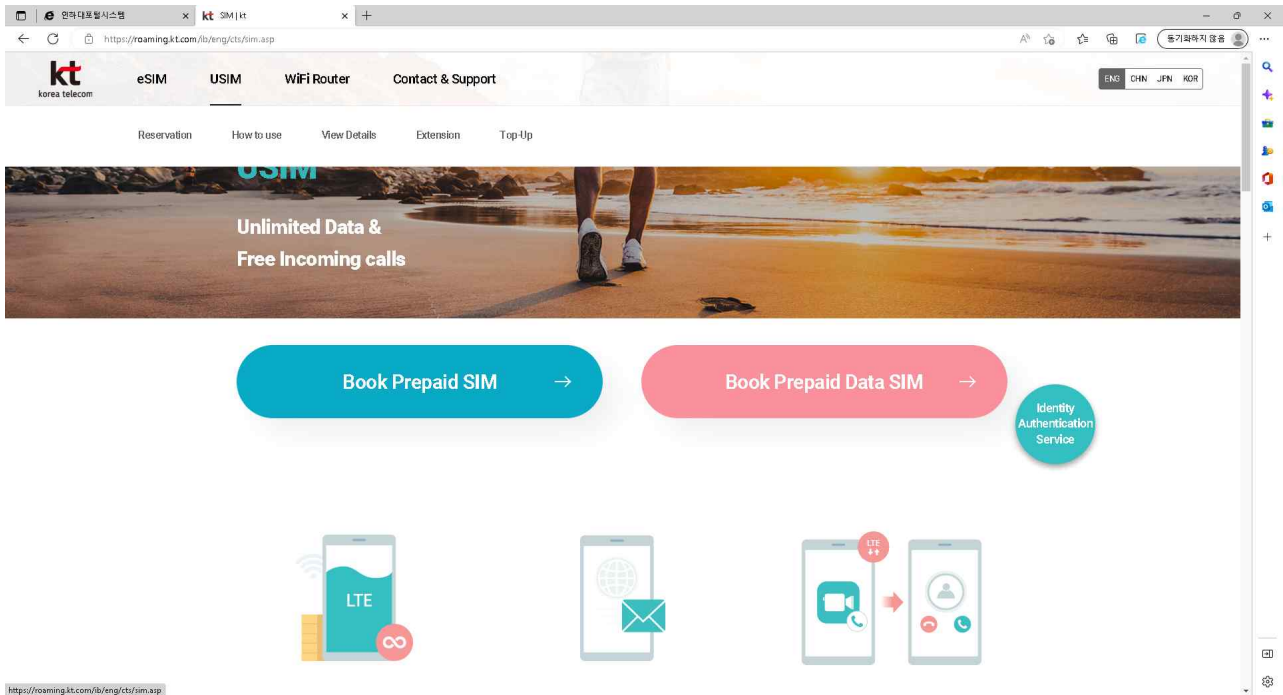 인하대포털시스템
kt SIM | kt
https://roaming.kt.com/ib/eng/cts/sim.asp
동기화하지 않음
kt
korea telecom
eSIM USIM WiFi Router Contact & Support
ENG CHN JPN KOR
Reservation How to use View Details Extension Top-Up
USIM
Unlimited Data &
Free Incoming calls
Book Prepaid SIM
Book Prepaid Data SIM
Identity
Authentication
Service
LTE
LTE
https://roaming.kt.com/ib/eng/cts/sim.asp